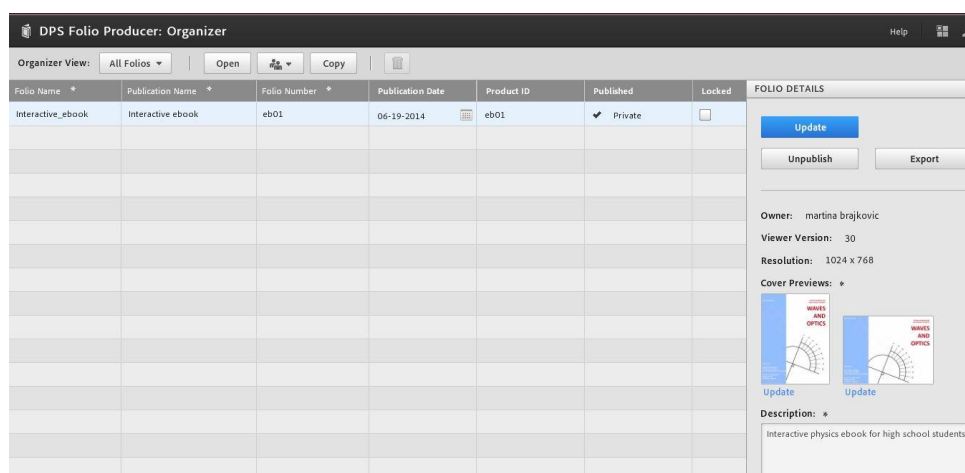 DPS Folio Producer: Organizer
Help
Organizer View: All Folios Open Copy
Folio Name * Publication Name * Folio Number * Publication Date Product ID Published Locked
Interactive_ebook Interactive ebook eb01 06-19-2014 eb01 ✔ Private
FOLIO DETAILS
Update
Unpublish Export
Owner: martina brajkovic
Viewer Version: 30
Resolution: 1024 x 768
Cover Previews: *
WAVES
AND
OPTICS
WAVES
AND
OPTICS
Update Update
Description: *
Interactive physics ebook for high school students